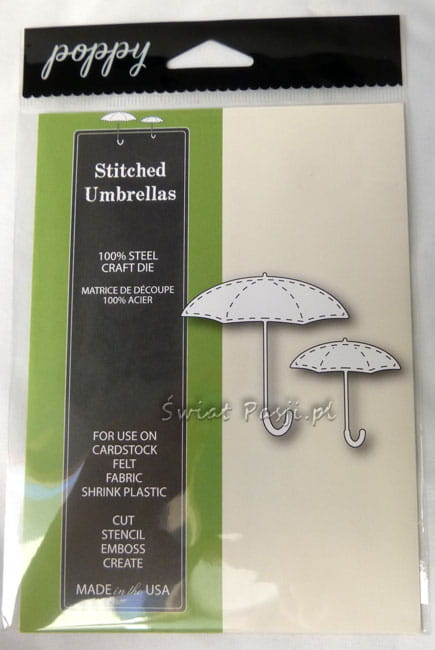 poppy
Stitched
Umbrellas
100% STEEL
CRAFT DIE
MATRICE DE DÉCOUPE
100% ACIER
Świat Pasji.pl
FOR USE ON
CARDSTOCK
FELT
FABRIC
SHRINK PLASTIC
CUT
STENCIL
EMBOSS
CREATE
MADE in the USA